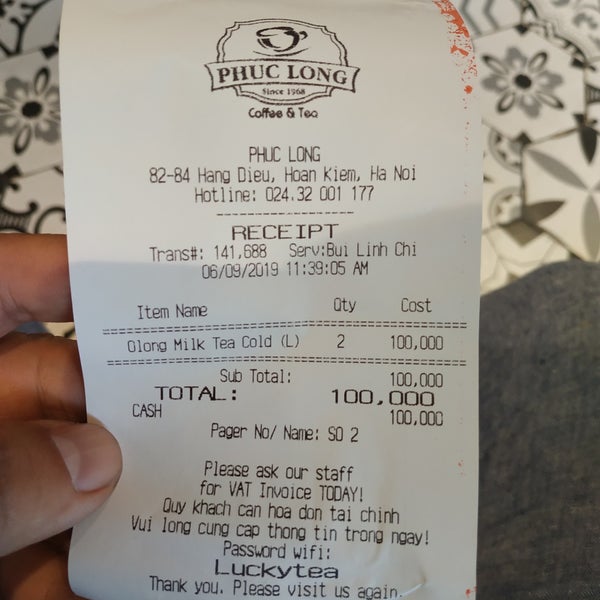 PHUC LONG
Since 1968
Coffee & Tea
PHUC LONG
82-84 Hang Dieu, Hoan Kiem, Ha Noi
Hotline: 024.32 001 177
RECEIPT
Trans#: 141,688 Serv:Bui Linh Chi
06/09/2019 11:39:05 AM
Item Name Qty Cost
Olong Milk Tea Cold (L) 2 100,000
Sub Total: 100,000
TOTAL: 100,000
CASH 100,000
Pager No/ Name: SO 2
Please ask our staff
for VAT Invoice TODAY!
Quy khach can hoa don tai chinh
Vui long cung cap thong tin trong ngay!
Password wifi:
Luckytea
Thank you. Please visit us again.